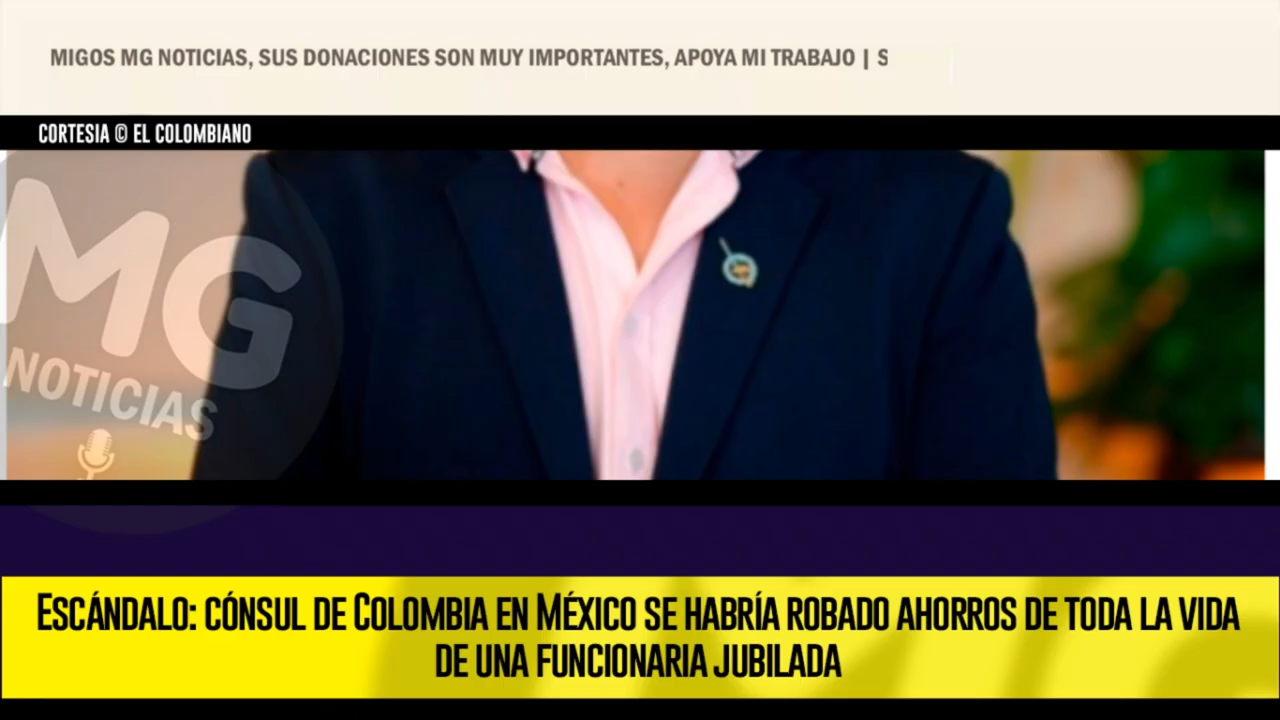 MIGOS MG NOTICIAS, SUS DONACIONES SON MUY IMPORTANTES, APOYA MI TRABAJO | S
CORTESIA © EL COLOMBIANO
MG
NOTICIAS
ESCÁNDALO: CÓNSUL DE COLOMBIA EN MÉXICO SE HABRÍA ROBADO AHORROS DE TODA LA VIDA
DE UNA FUNCIONARIA JUBILADA